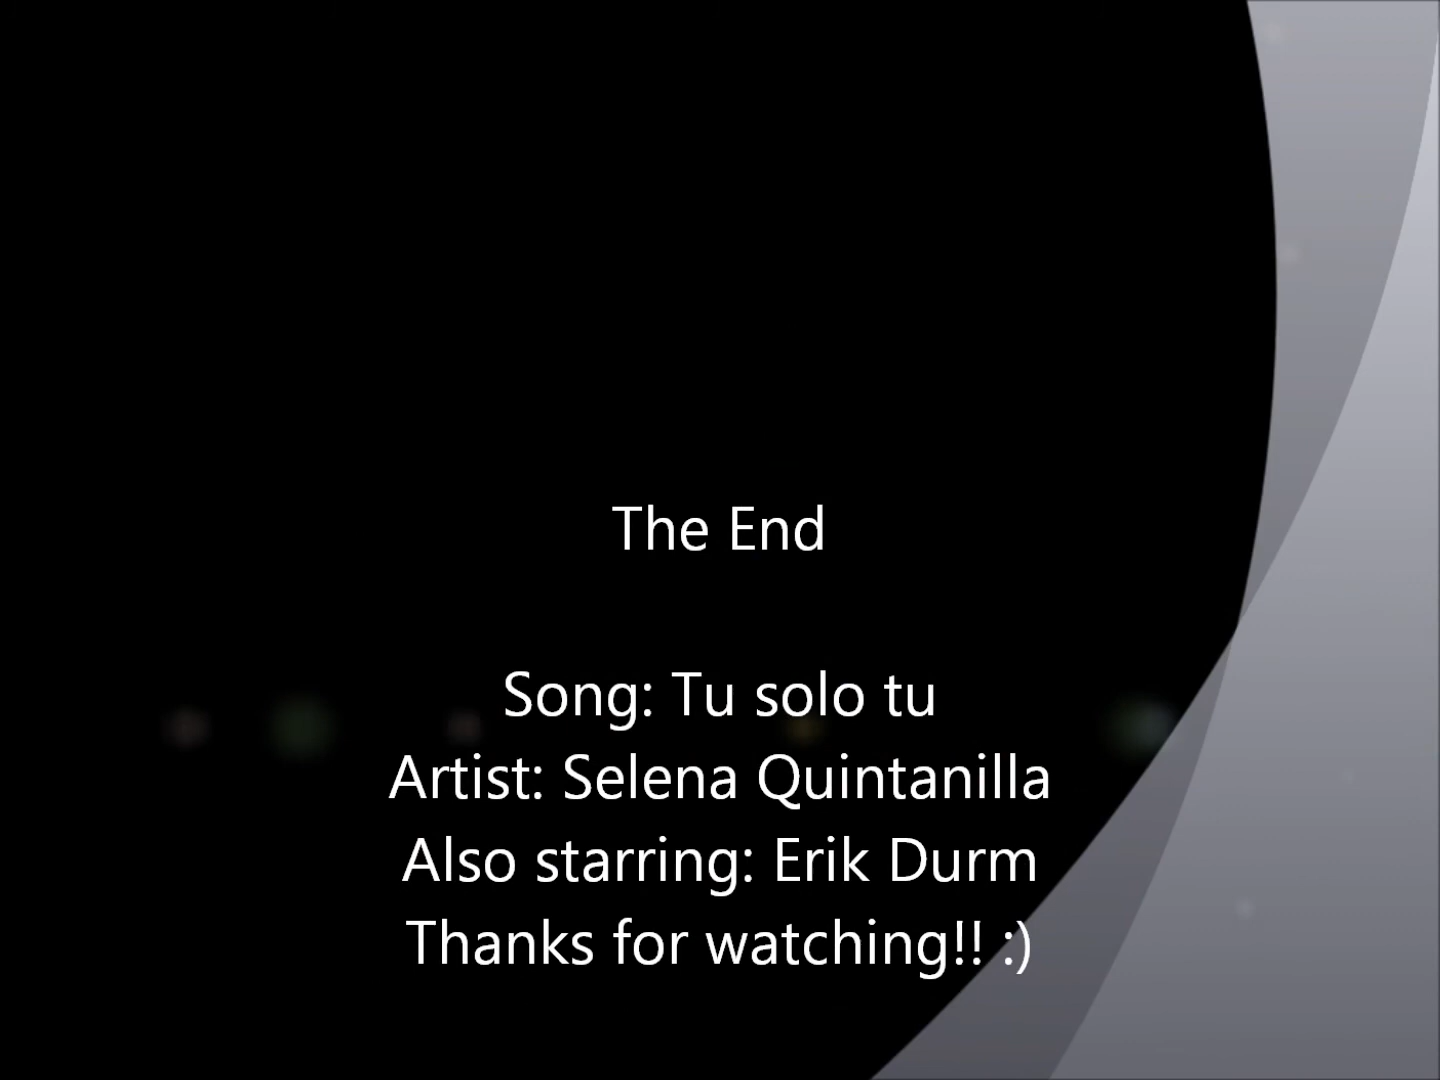 The End
Song: Tu solo tu
Artist: Selena Quintanilla
Also starring: Erik Durm
Thanks for watching!! :)